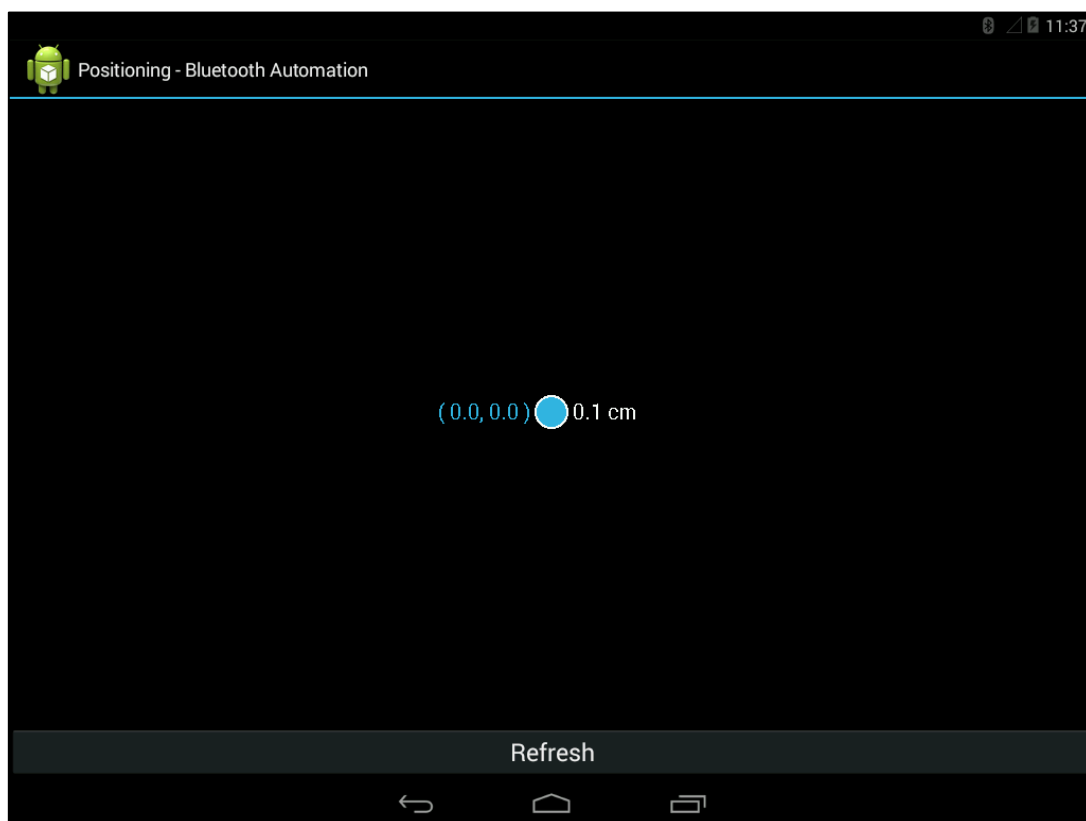 11:37
Positioning - Bluetooth Automation
( 0.0, 0.0 ) 0.1 cm
Refresh